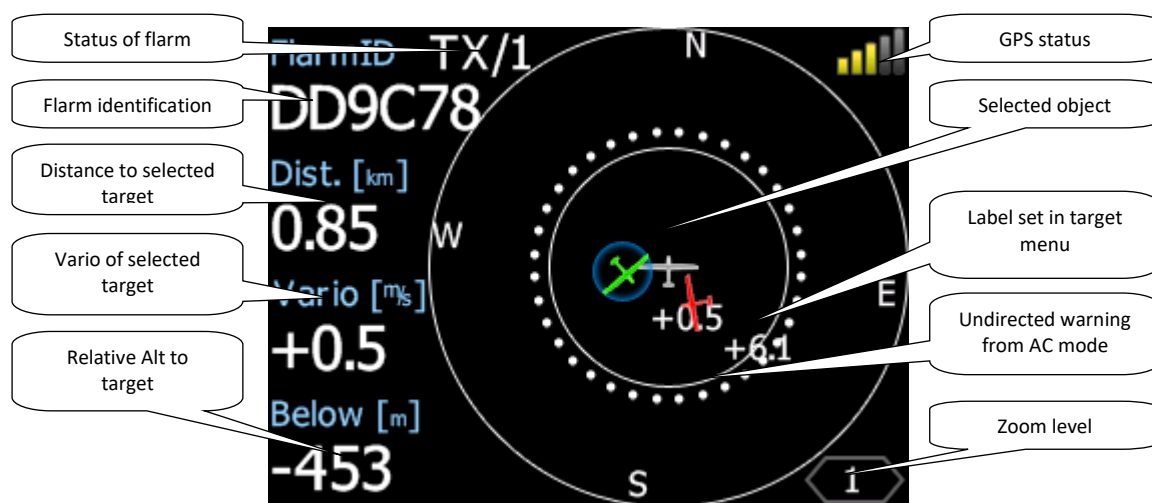 Status of flarm
Flarm identification
Distance to selected
target
Vario of selected
target
Relative Alt to
target
FlarmID TX/1
DD9C78
Dist. [km]
0.85
Vario [m/s]
+0.5
Below [m]
-453
N
W
E
S
+0.5
+6.1
1
GPS status
Selected object
Label set in target
menu
Undirected warning
from AC mode
Zoom level